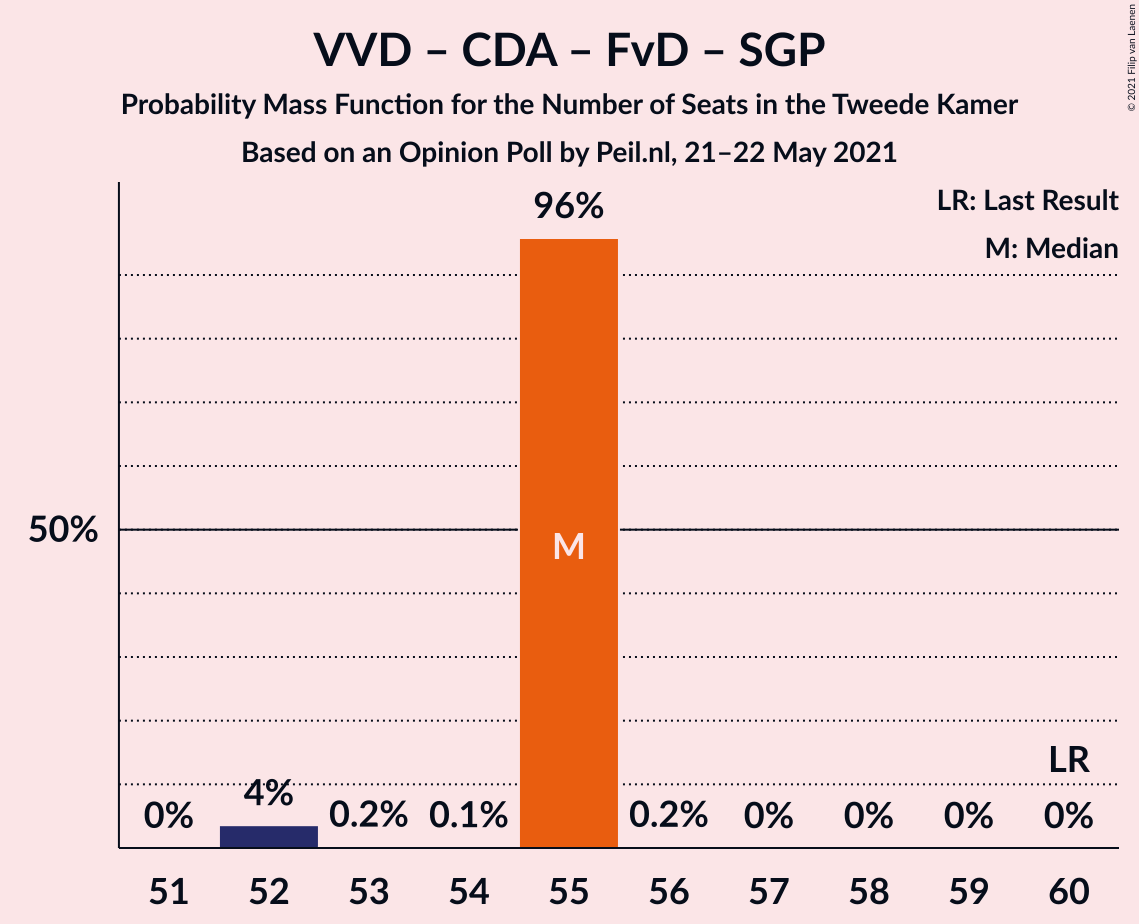 VVD – CDA – FvD – SGP
Probability Mass Function for the Number of Seats in the Tweede Kamer
Based on an Opinion Poll by Peil.nl, 21–22 May 2021
© 2021 Filip van Laenen
LR: Last Result
M: Median
96%
50%
M
LR
0% 4% 0.2% 0.1% 0.2% 0% 0% 0% 0%
51 52 53 54 55 56 57 58 59 60